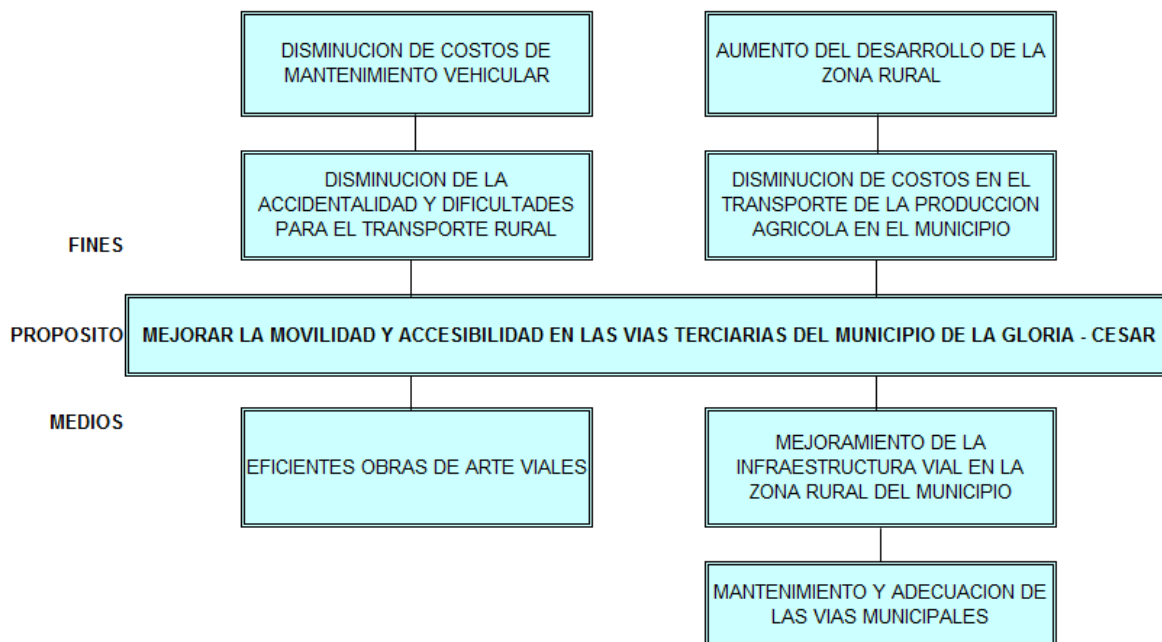 DISMINUCION DE COSTOS DE
MANTENIMIENTO VEHICULAR
AUMENTO DEL DESARROLLO DE LA
ZONA RURAL
DISMINUCION DE LA
ACCIDENTALIDAD Y DIFICULTADES
PARA EL TRANSPORTE RURAL
DISMINUCION DE COSTOS EN EL
TRANSPORTE DE LA PRODUCCION
AGRICOLA EN EL MUNICIPIO
FINES
PROPOSITO
MEJORAR LA MOVILIDAD Y ACCESIBILIDAD EN LAS VIAS TERCIARIAS DEL MUNICIPIO DE LA GLORIA - CESAR
MEDIOS
EFICIENTES OBRAS DE ARTE VIALES
MEJORAMIENTO DE LA
INFRAESTRUCTURA VIAL EN LA
ZONA RURAL DEL MUNICIPIO
MANTENIMIENTO Y ADECUACION DE
LAS VIAS MUNICIPALES